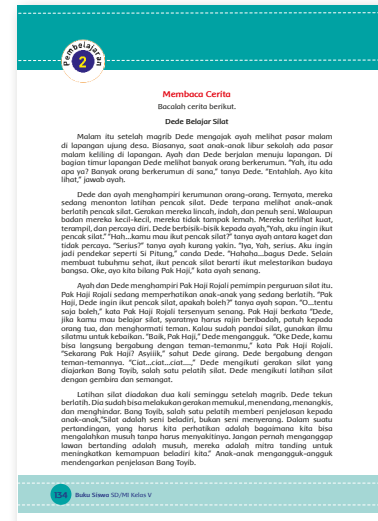 Pembelajaran
2
Membaca Cerita
Bacalah cerita berikut.
Dede Belajar Silat
Malam itu setelah magrib Dede mengajak ayah melihat pasar malam
di lapangan ujung desa. Biasanya, saat anak-anak libur sekolah ada pasar
malam keliling di lapangan. Ayah dan Dede berjalan menuju lapangan. Di
bagian timur lapangan Dede melihat banyak orang berkerumun. "Yah, itu ada
apa ya? Banyak orang berkerumun di sana," tanya Dede. "Entahlah. Ayo kita
lihat," jawab ayah.
Dede dan ayah menghampiri kerumunan orang-orang. Ternyata, mereka
sedang menonton latihan pencak silat. Dede terpana melihat anak-anak
berlatih pencak silat. Gerakan mereka lincah, indah, dan penuh seni. Walaupun
badan mereka kecil-kecil, mereka tidak tampak lemah. Mereka terlihat kuat,
terampil, dan percaya diri. Dede berbisik-bisik kepada ayah,"Yah, aku ingin ikut
pencak silat." "Hah...kamu mau ikut pencak silat?" tanya ayah antara kaget dan
tidak percaya. "Serius?" tanya ayah kurang yakin. "Iya, Yah, serius. Aku ingin
jadi pendekar seperti Si Pitung," canda Dede. "Hahaha...bagus Dede. Selain
membuat tubuhmu sehat, ikut pencak silat berarti ikut melestarikan budaya
bangsa. Oke, ayo kita bilang Pak Haji," kata ayah senang.
Ayah dan Dede menghampiri Pak Haji Rojali pemimpin perguruan silat itu.
Pak Haji Rojali sedang memperhatikan anak-anak yang sedang berlatih. "Pak
Haji, Dede ingin ikut pencak silat, apakah boleh?" tanya ayah sopan. "O...tentu
saja boleh," kata Pak Haji Rojali tersenyum senang. Pak Haji berkata "Dede,
jika kamu mau belajar silat, syaratnya harus rajin beribadah, patuh kepada
orang tua, dan menghormati teman. Kalau sudah pandai silat, gunakan ilmu
silatmu untuk kebaikan. "Baik, Pak Haji," Dede mengangguk. "Oke Dede, kamu
bisa langsung bergabung dengan teman-temanmu," kata Pak Haji Rojali.
"Sekarang Pak Haji? Asyiiik," sahut Dede girang. Dede bergabung dengan
teman-temannya. "Ciat...ciat...ciat....," Dede mengikuti gerakan silat yang
diajarkan Bang Toyib, salah satu pelatih silat. Dede mengikuti latihan silat
dengan gembira dan semangat.
Latihan silat diadakan dua kali seminggu setelah magrib. Dede tekun
berlatih. Dia sudah bisa melakukan gerakan memukul, menendang, menangkis,
dan menghindar. Bang Toyib, salah satu pelatih memberi penjelasan kepada
anak-anak,"Silat adalah seni beladiri, bukan seni menyerang. Dalam suatu
pertandingan, yang harus kita perhatikan adalah bagaimana kita bisa
mengalahkan musuh tanpa harus menyakitinya. Jangan pernah menganggap
lawan bertanding adalah musuh, mereka adalah mitra tanding untuk
meningkatkan kemampuan beladiri kita." Anak-anak mengangguk-angguk
mendengarkan penjelasan Bang Toyib.
134 Buku Siswa SD/MI Kelas V